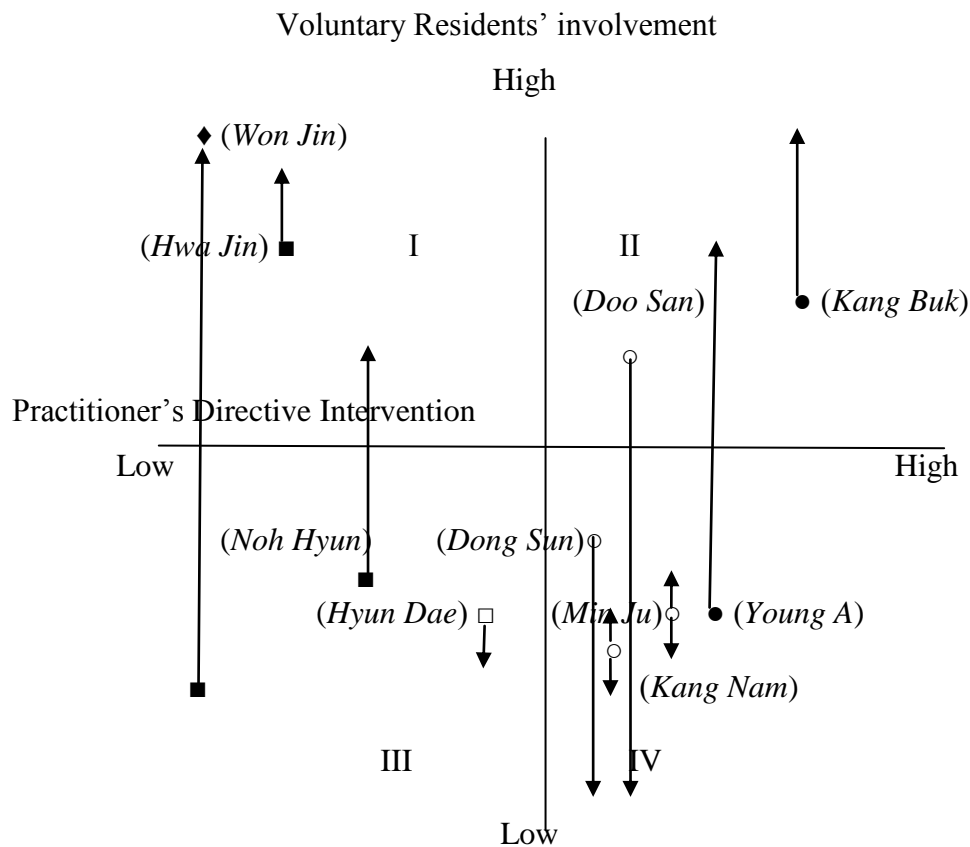 Voluntary Residents’ involvement
High
(Won Jin)
(Hwa Jin)
I
II
(Doo San)
(Kang Buk)
Practitioner’s Directive Intervention
Low
High
(Noh Hyun)
(Dong Sun)
(Hyun Dae)
(Min Ju)
(Young A)
(Kang Nam)
III
IV
Low